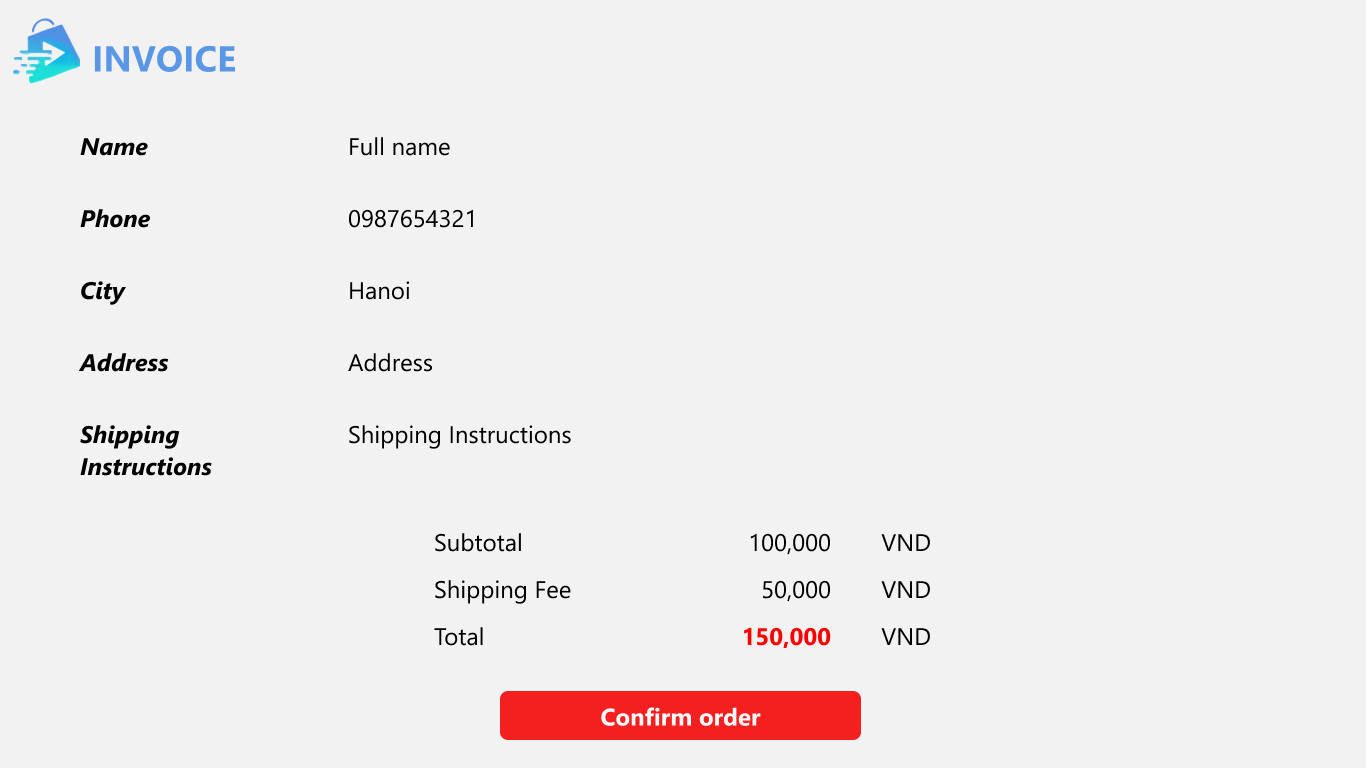 INVOICE
Name Full name
Phone 0987654321
City Hanoi
Address Address
Shipping Shipping Instructions
Instructions
Subtotal 100,000 VND
Shipping Fee 50,000 VND
Total 150,000 VND
Confirm order